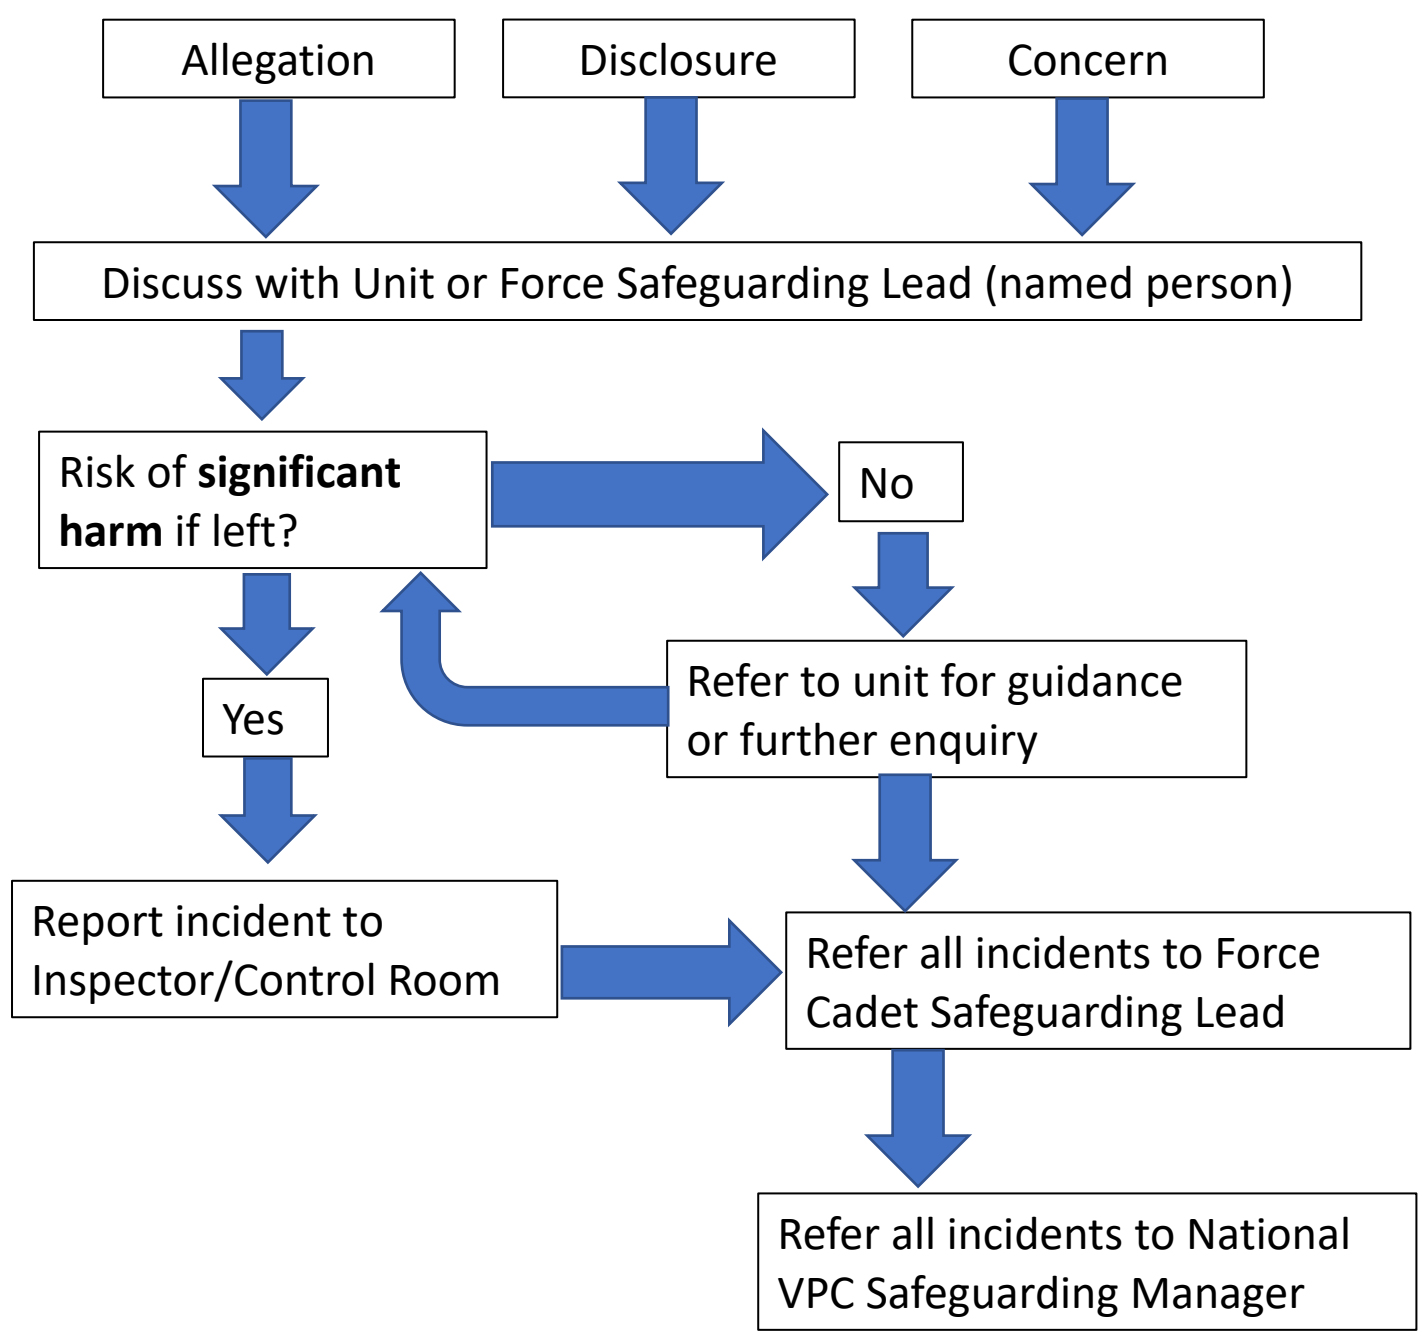 Allegation
Disclosure
Concern
Discuss with Unit or Force Safeguarding Lead (named person)
Risk of significant
harm if left?
No
Yes
Refer to unit for guidance
or further enquiry
Report incident to
Inspector/Control Room
Refer all incidents to Force
Cadet Safeguarding Lead
Refer all incidents to National
VPC Safeguarding Manager